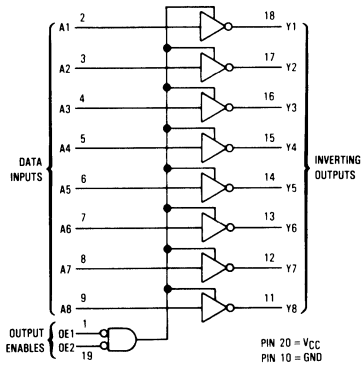 A1 2 18 Y1
A2 3 17 Y2
A3 4 16 Y3
A4 5 15 Y4
DATA
INPUTS
INVERTING
OUTPUTS
A5 6 14 Y5
A6 7 13 Y6
A7 8 12 Y7
A8 9 11 Y8
OUTPUT
ENABLES
OE1 1
OE2 19
PIN 20 = VCC
PIN 10 = GND